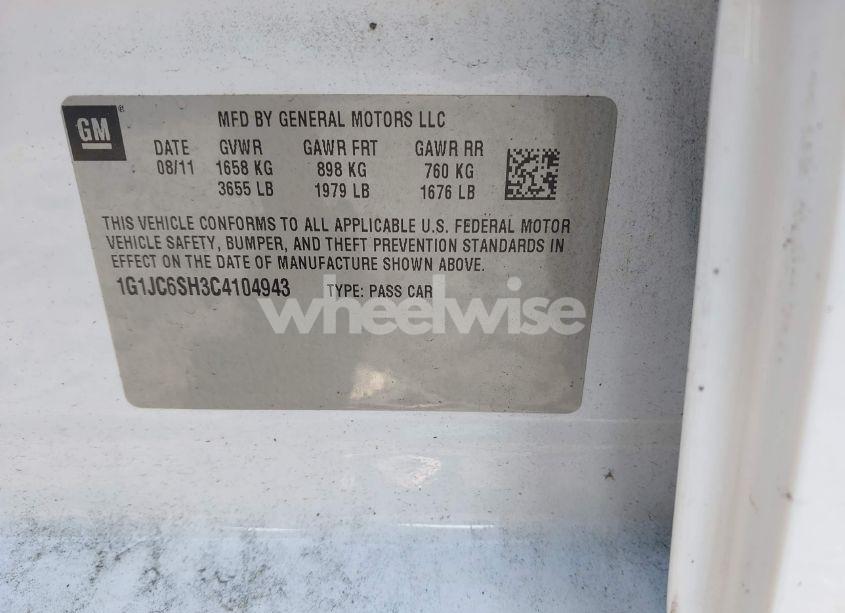 GM
MFD BY GENERAL MOTORS LLC
DATE GVWR GAWR FRT GAWR RR
08/11 1658 KG 898 KG 760 KG
3655 LB 1979 LB 1676 LB
THIS VEHICLE CONFORMS TO ALL APPLICABLE U.S. FEDERAL MOTOR
VEHICLE SAFETY, BUMPER, AND THEFT PREVENTION STANDARDS IN
EFFECT ON THE DATE OF MANUFACTURE SHOWN ABOVE.
1G1JC6SH3C4104943 TYPE: PASS CAR
wheelwise